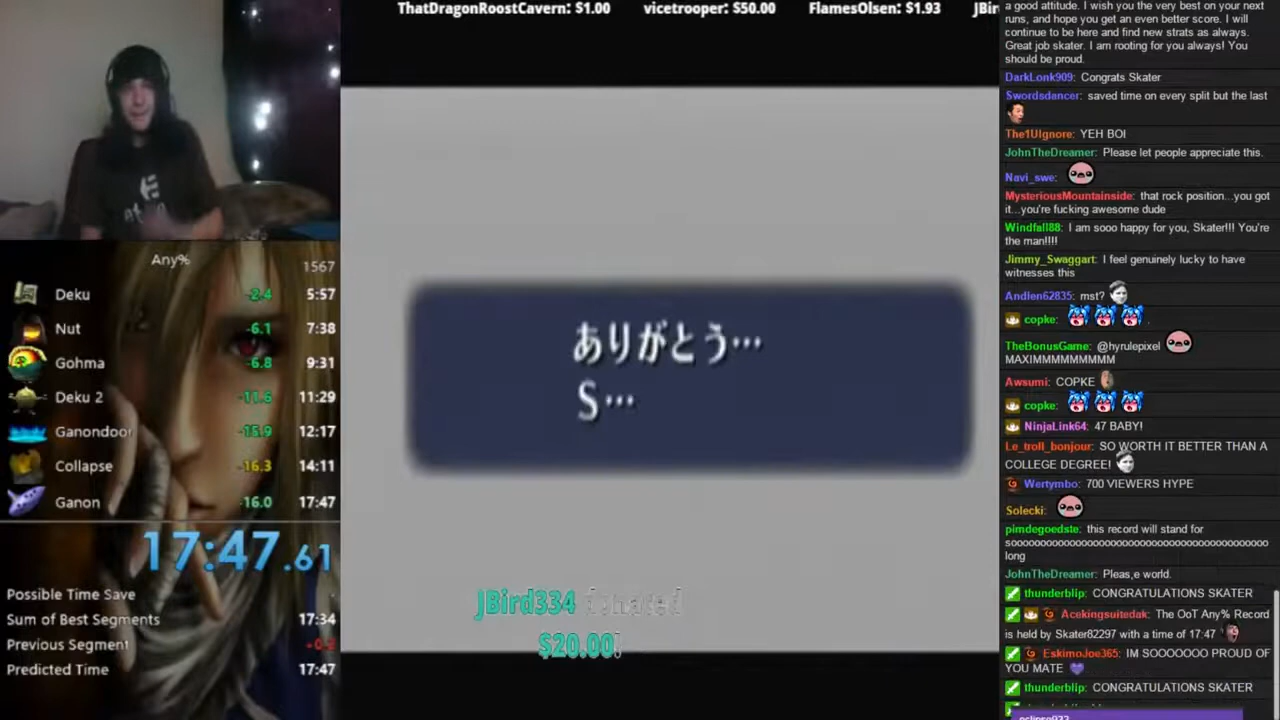 ThatDragonRoostCavern: $1.00 vicetrooper: $50.00 FlamesOlsen: $1.93
a good attitude. I wish you the very best on your next
runs, and hope you get an even better score. I will
continue to be here and find new strats as always.
Great job skater. I am rooting for you always! You
should be proud.
DarkLonk909: Congrats Skater
Swordsdancer: saved time on every split but the last
The1UIgnore: YEH BOI
JohnTheDreamer: Please let people appreciate this.
Navi_swe:
MysteriousMountainside: that rock position...you got
it...you're fucking awesome dude
Windfall88: I am sooo happy for you, Skater!!! You're
the man!!!!
Jimmy_Swaggart: I feel genuinely lucky to have
witnesses this
Andlen62835: mst?
copke: .
TheBonusGame: @hyrulepixel
MAXIMMMMMMMM
Awsumi: COPKE
copke:
NinjaLink64: 47 BABY!
Le_troll_bonjour: SO WORTH IT BETTER THAN A
COLLEGE DEGREE!
Wertymbo: 700 VIEWERS HYPE
Solecki:
pimdegoedste: this record will stand for
long
JohnTheDreamer: Pleas,e world.
thunderblip: CONGRATULATIONS SKATER
Acekingsuitedak: The OoT Any% Record
is held by Skater82297 with a time of 17:47
EskimoJoe365: IM SOOOOOOO PROUD OF
YOU MATE
thunderblip: CONGRATULATIONS SKATER
Any% 1567
Deku -2.4 5:57
Nut -6.1 7:38
Gohma -6.8 9:31
Deku 2 -11.6 11:29
Ganondoor -15.9 12:17
Collapse -16.3 14:11
Ganon -16.0 17:47
17:47.61
Possible Time Save
Sum of Best Segments 17:34
Previous Segment
Predicted Time 17:47
ありがとう…
S…
JBird334 donated
$20.00!